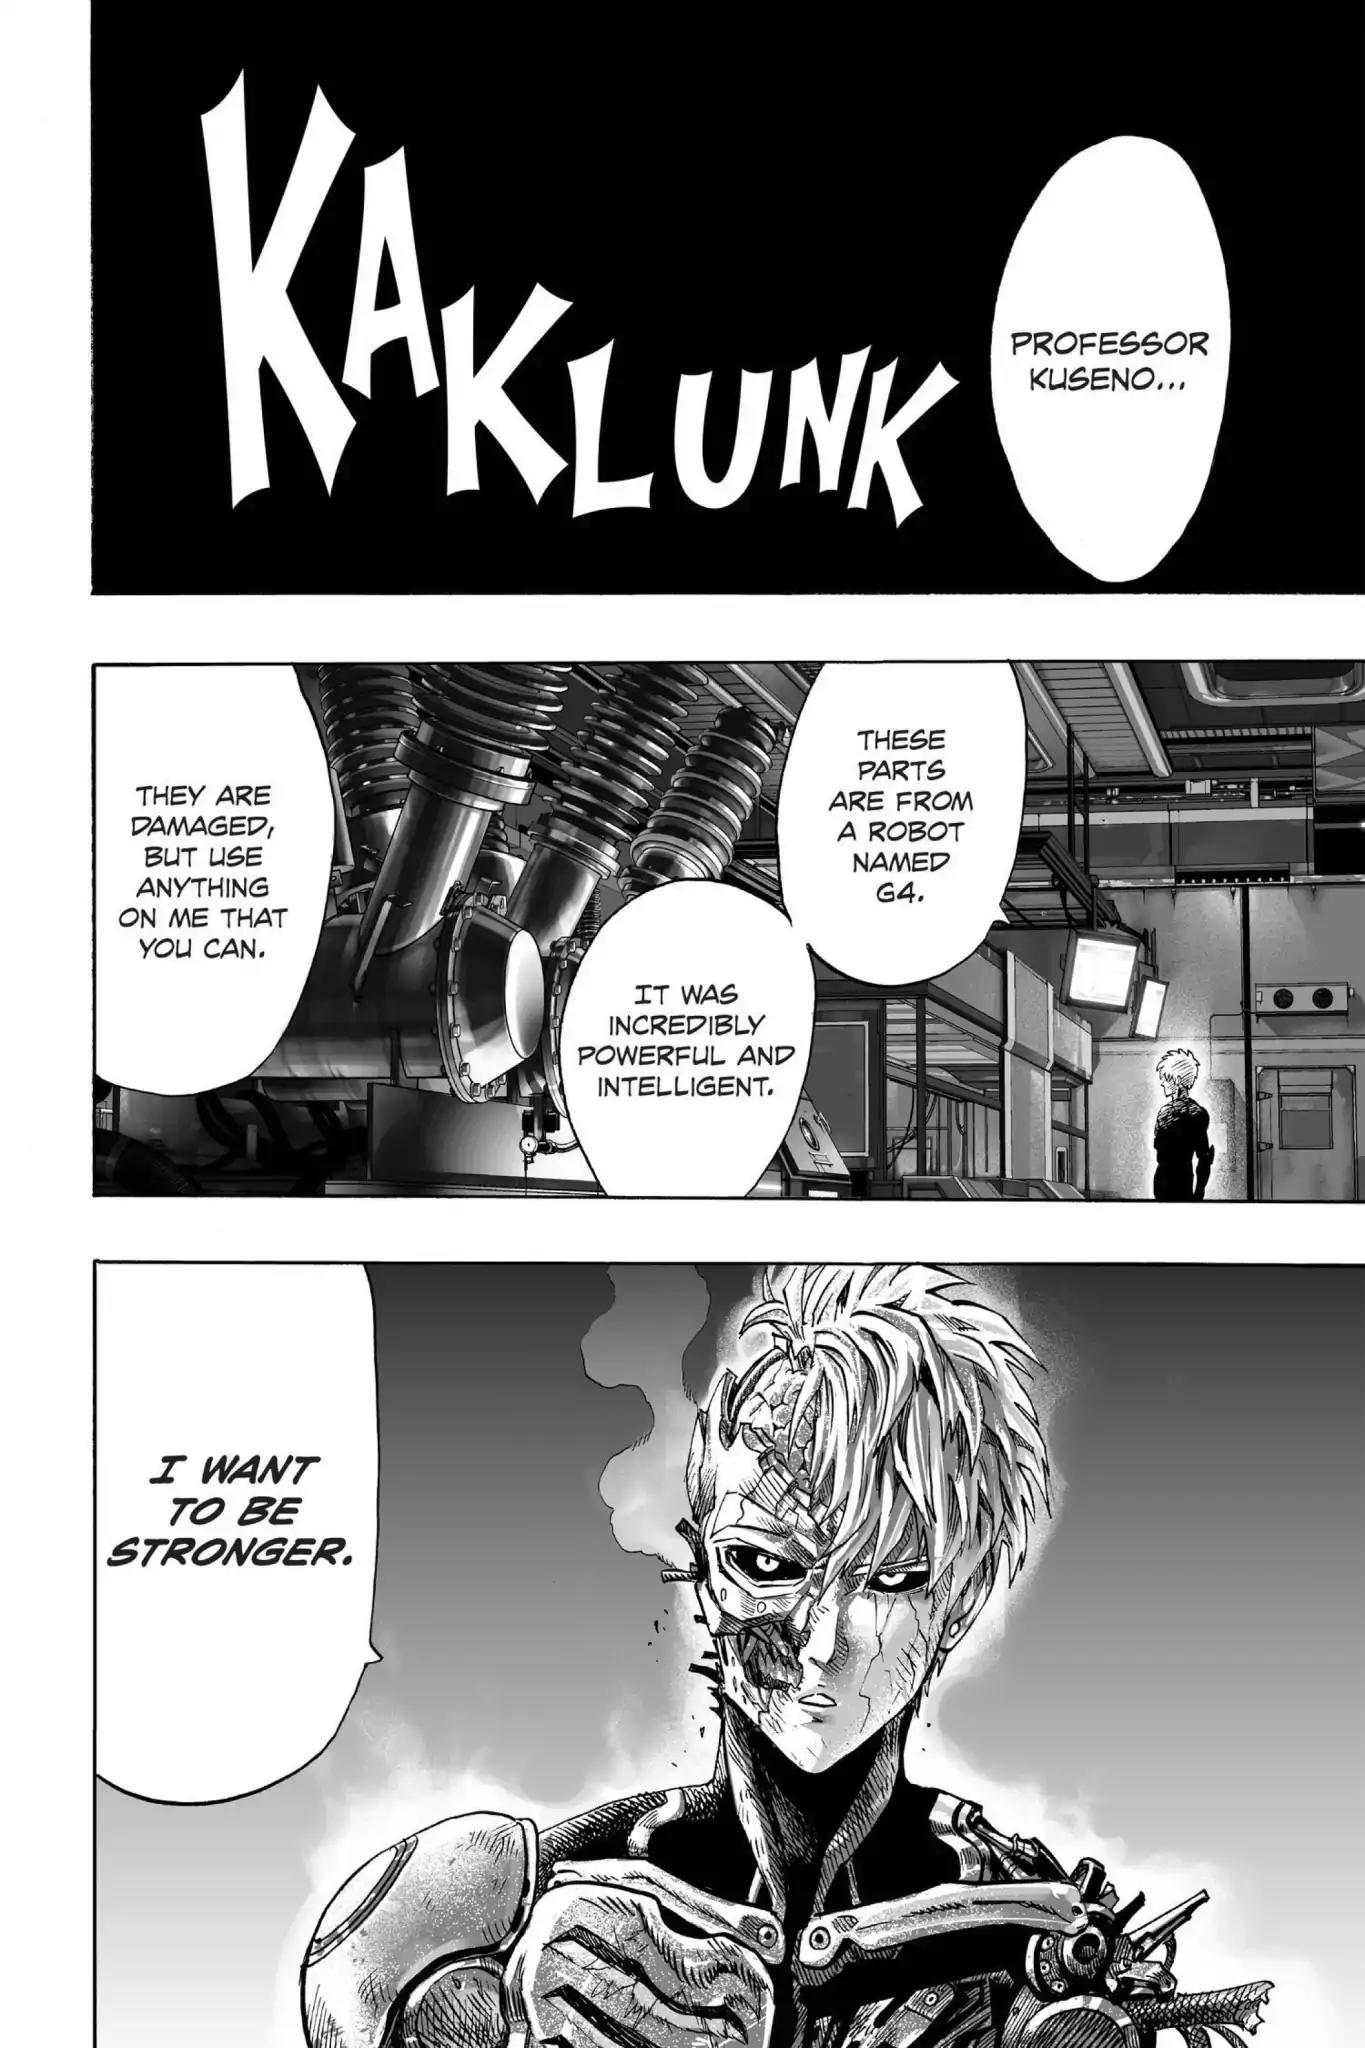 PROFESSOR
KUSENO...
KAKLUNK
THESE
PARTS
ARE FROM
A ROBOT
NAMED
G4.
IT WAS
INCREDIBLY
POWERFUL AND
INTELLIGENT.
THEY ARE
DAMAGED,
BUT USE
ANYTHING
ON ME THAT
YOU CAN.
I WANT
TO BE
STRONGER.